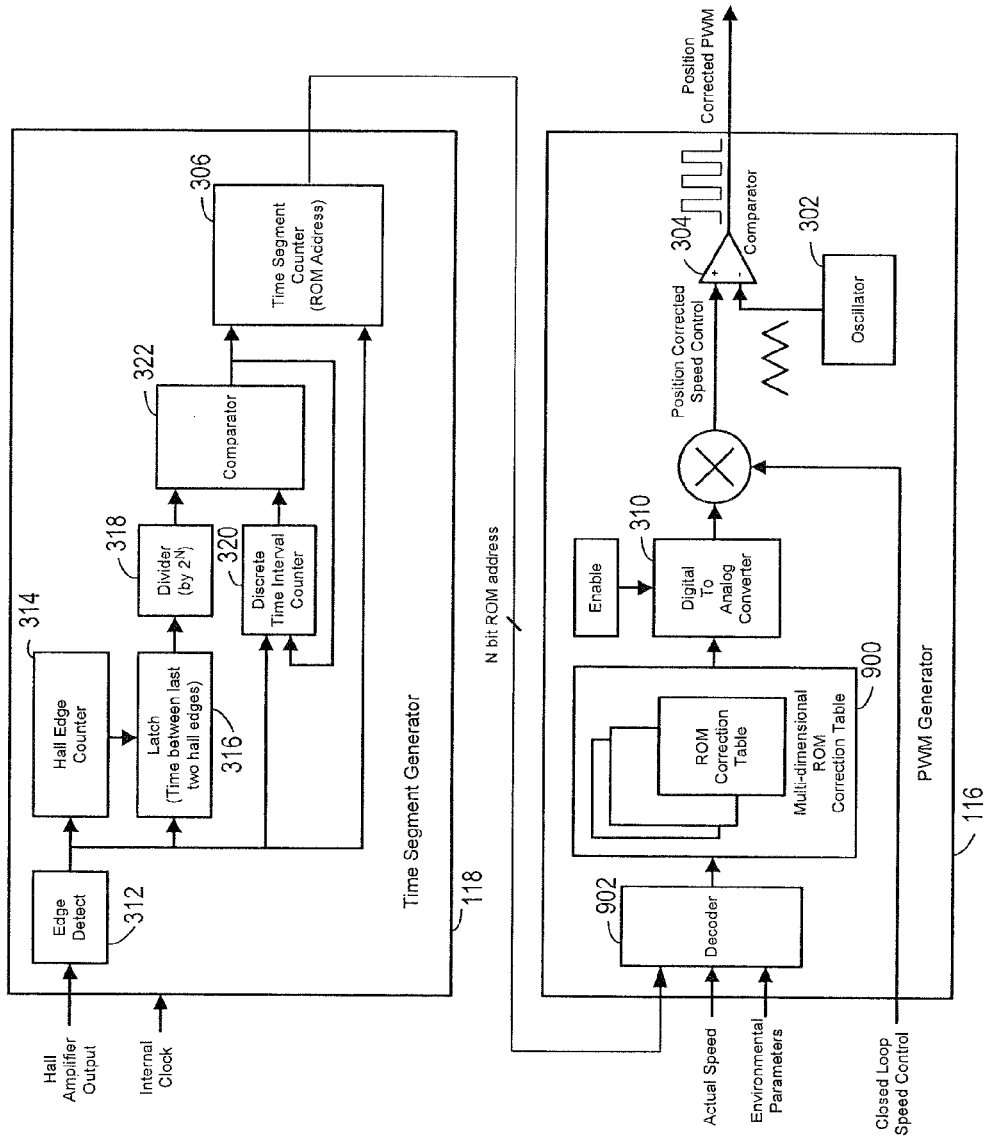 Hall
Amplifier
Output
Internal
Clock
Edge
Detect
312
Hall Edge
Counter
314
Latch
(Time between last
two hall edges)
316
Divider
(by 2^N)
318
Discrete
Time Interval
Counter
320
Comparator
322
Time Segment
Counter
(ROM Address)
306
Time Segment Generator
118
N bit ROM address
Actual Speed
Environmental
Parameters
Closed Loop
Speed Control
Decoder
902
ROM
Correction
Table
Multi-dimensional
ROM
Correction Table
900
Enable
Digital
To
Analog
Converter
310
Position Corrected
Speed Control
304
+
-
Comparator
Oscillator
302
Position
Corrected PWM
PWM Generator
116